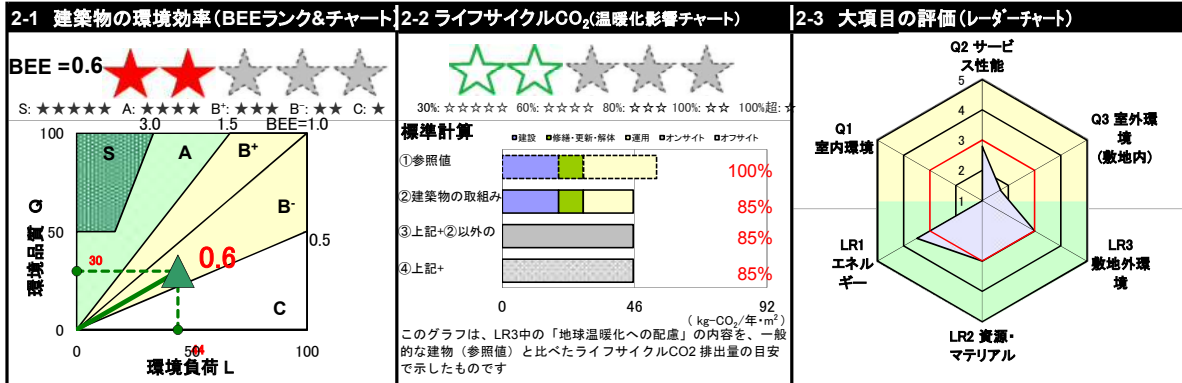 2-1 建築物の環境効率(BEEランク&チャート)
BEE =0.6
S: ★★★★★ A: ★★★★ B⁺: ★★★ B⁻: ★★ C: ★
3.0 1.5 BEE=1.0
100
S A B⁺
B⁻
環境品質 Q
50
0.5
30
0.6
C
0
0 50 100
44
環境負荷 L
2-2 ライフサイクルCO₂(温暖化影響チャート)
30%: ☆☆☆☆☆ 60%: ☆☆☆☆ 80%: ☆☆☆ 100%: ☆☆ 100%超: ☆
標準計算
建設 修繕・更新・解体 運用 オンサイト オフサイト
①参照値 100%
②建築物の取組み 85%
③上記+②以外の 85%
④上記+ 85%
0 46 92
( kg-CO₂/年・m² )
このグラフは、LR3中の「地球温暖化への配慮」の内容を、一般
的な建物(参照値)と比べたライフサイクルCO2 排出量の目安
で示したものです
2-3 大項目の評価(レーダーチャート)
Q2 サービ
ス性能
5
4
3
2
1
Q1
室内環境
Q3 室外環
境
(敷地内)
LR1
エネル
ギー
LR3
敷地外環
境
LR2 資源・
マテリアル